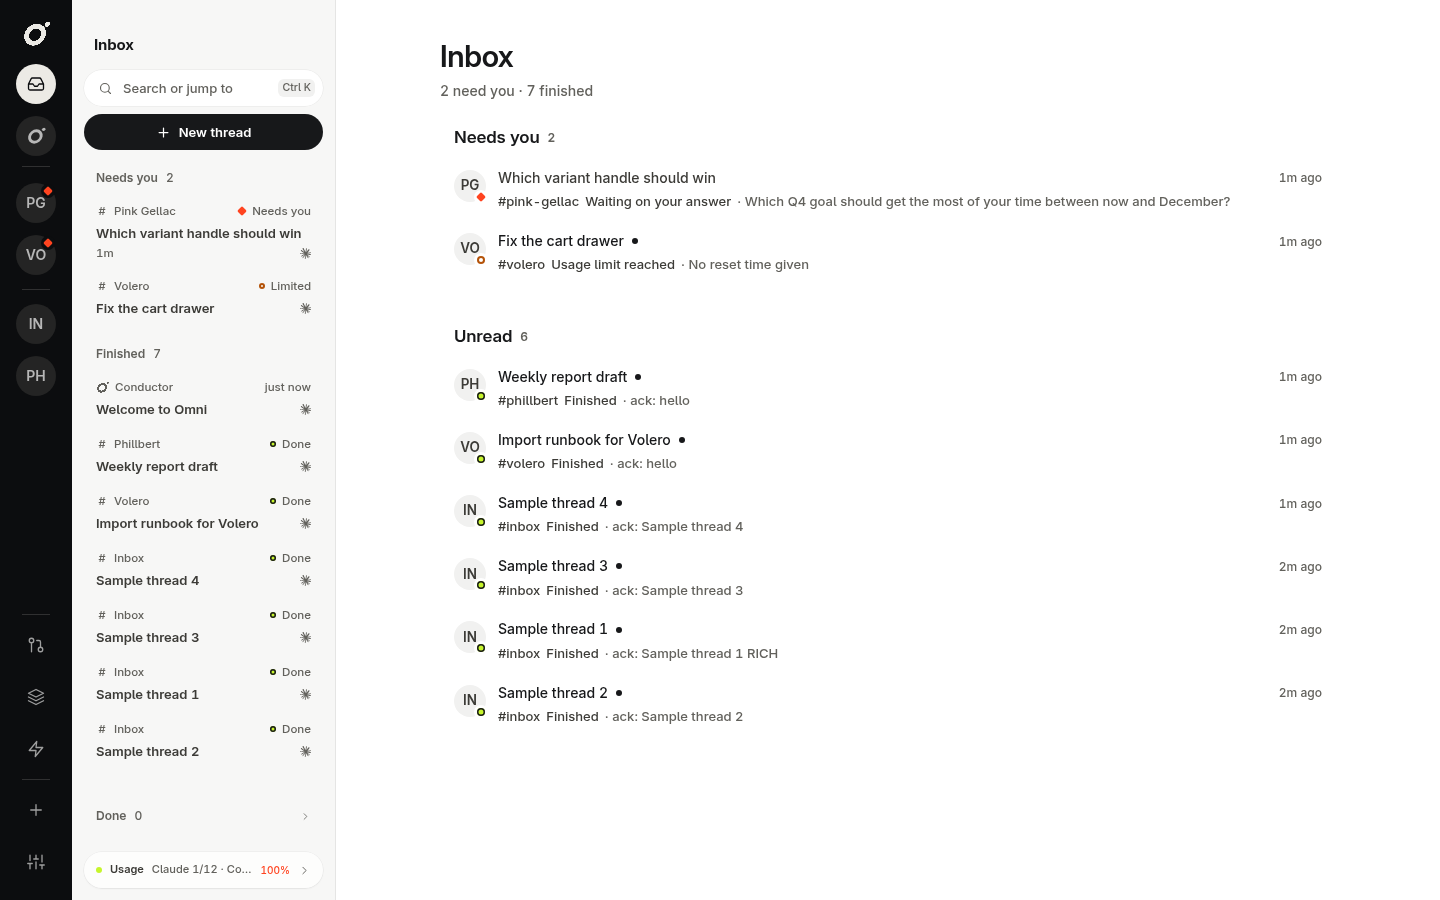 Inbox
Search or jump to Ctrl K
New thread
Needs you 2
# Pink Gellac Needs you
Which variant handle should win
1m
# Volero Limited
Fix the cart drawer
Finished 7
Conductor just now
Welcome to Omni
# Phillbert Done
Weekly report draft
# Volero Done
Import runbook for Volero
# Inbox Done
Sample thread 4
# Inbox Done
Sample thread 3
# Inbox Done
Sample thread 1
# Inbox Done
Sample thread 2
Done 0
Usage Claude 1/12 · Co... 100%
PG
VO
IN
PH
Inbox
2 need you · 7 finished
Needs you 2
PG Which variant handle should win 1m ago
#pink-gellac Waiting on your answer · Which Q4 goal should get the most of your time between now and December?
VO Fix the cart drawer 1m ago
#volero Usage limit reached · No reset time given
Unread 6
PH Weekly report draft 1m ago
#phillbert Finished · ack: hello
VO Import runbook for Volero 1m ago
#volero Finished · ack: hello
IN Sample thread 4 1m ago
#inbox Finished · ack: Sample thread 4
IN Sample thread 3 2m ago
#inbox Finished · ack: Sample thread 3
IN Sample thread 1 2m ago
#inbox Finished · ack: Sample thread 1 RICH
IN Sample thread 2 2m ago
#inbox Finished · ack: Sample thread 2